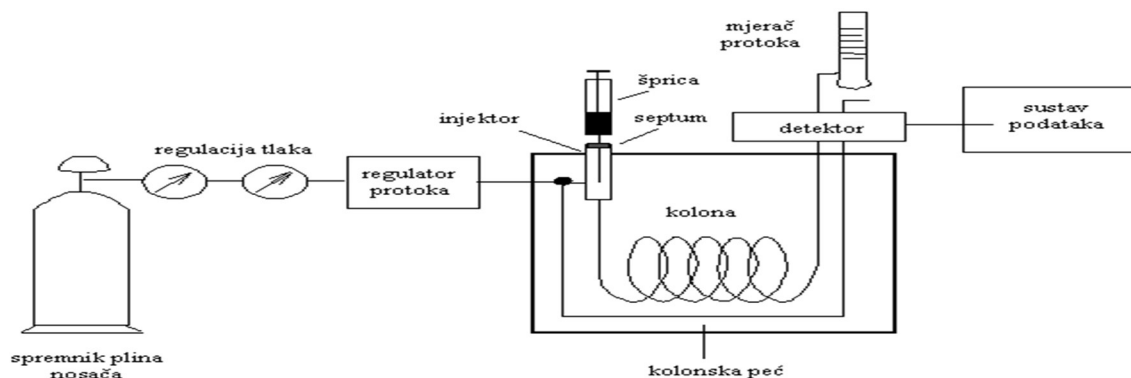 mjerač
protoka
šprica
injektor
septum
detektor
sustav
podataka
regulacija tlaka
regulator
protoka
kolona
spremnik plina
nosača
kolonska peć